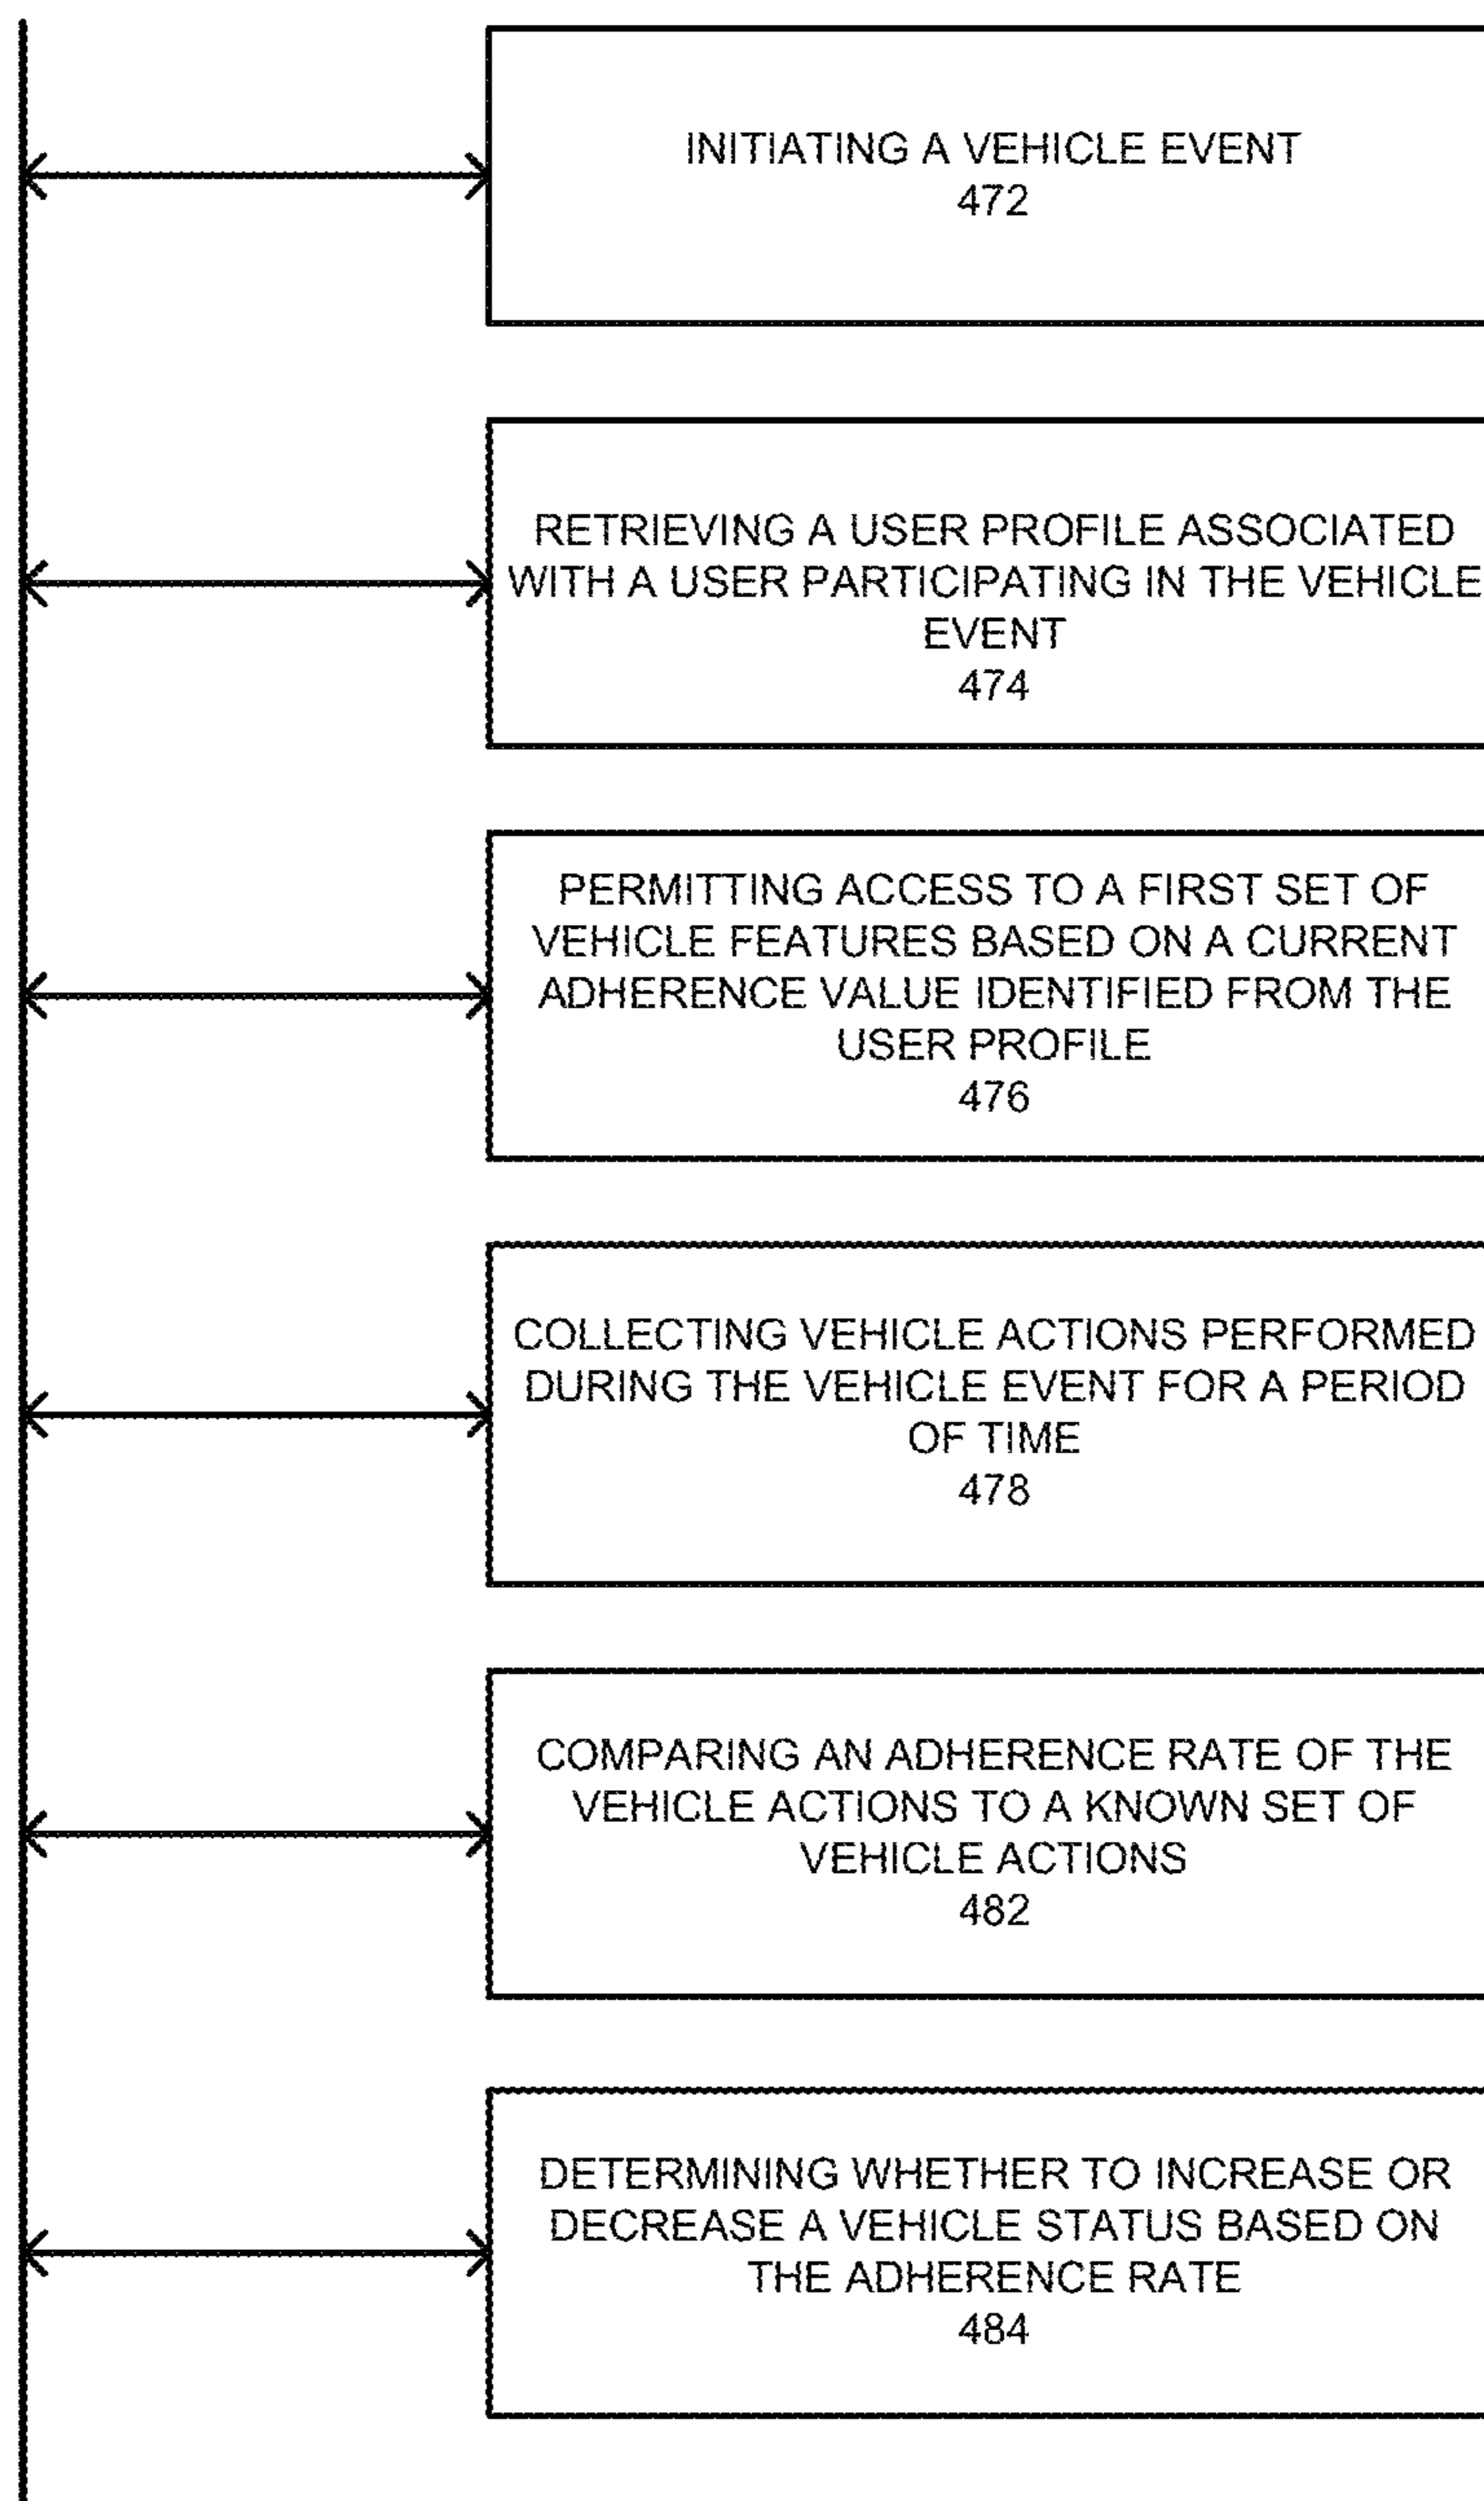 INITIATING A VEHICLE EVENT
472
RETRIEVING A USER PROFILE ASSOCIATED
WITH A USER PARTICIPATING IN THE VEHICLE
EVENT
474
PERMITTING ACCESS TO A FIRST SET OF
VEHICLE FEATURES BASED ON A CURRENT
ADHERENCE VALUE IDENTIFIED FROM THE
USER PROFILE
476
COLLECTING VEHICLE ACTIONS PERFORMED
DURING THE VEHICLE EVENT FOR A PERIOD
OF TIME
478
COMPARING AN ADHERENCE RATE OF THE
VEHICLE ACTIONS TO A KNOWN SET OF
VEHICLE ACTIONS
482
DETERMINING WHETHER TO INCREASE OR
DECREASE A VEHICLE STATUS BASED ON
THE ADHERENCE RATE
484